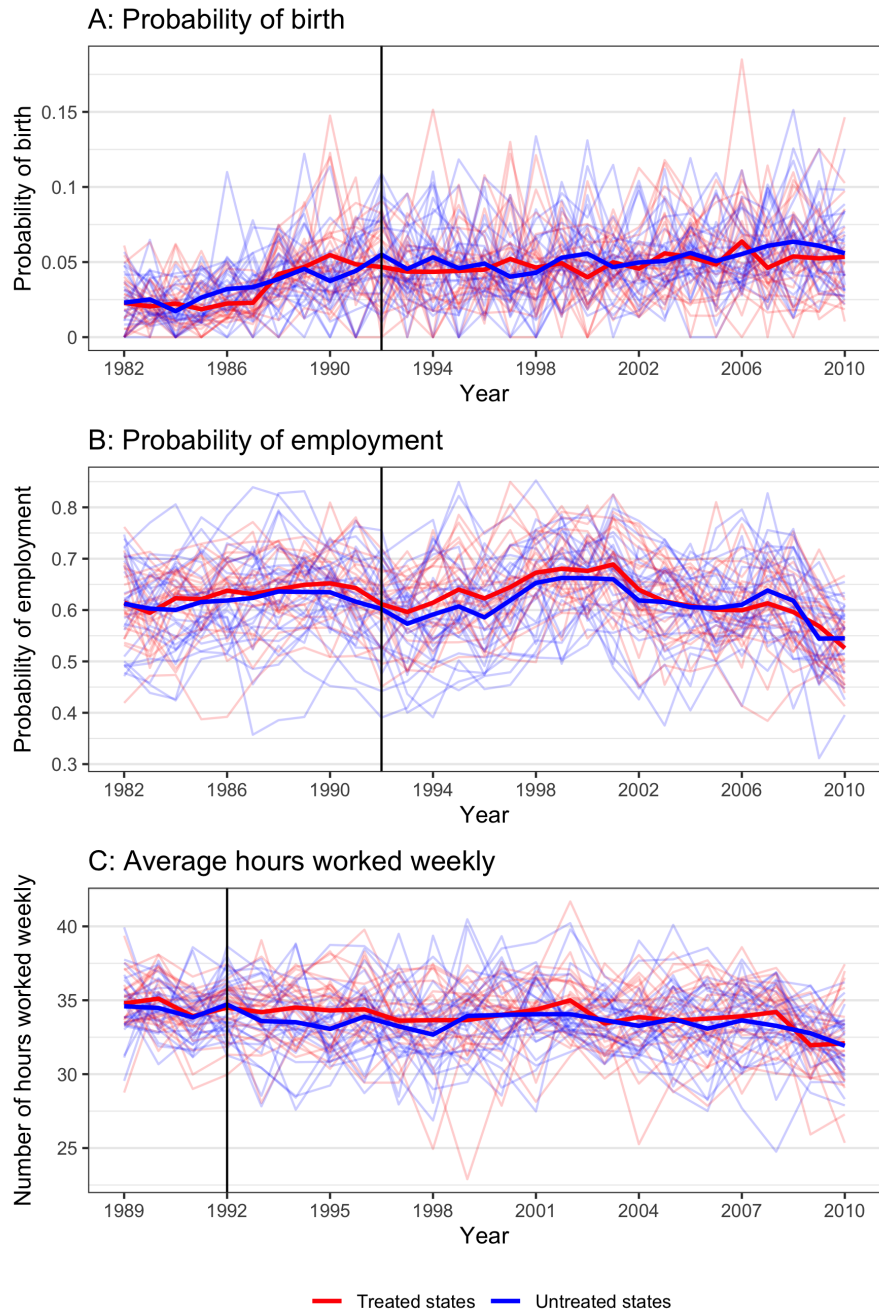 A: Probability of birth
Probability of birth
0.15
0.1
0.05
0
1982 1986 1990 1994 1998 2002 2006 2010
Year
B: Probability of employment
Probability of employment
0.8
0.7
0.6
0.5
0.4
0.3
1982 1986 1990 1994 1998 2002 2006 2010
Year
C: Average hours worked weekly
Number of hours worked weekly
40
35
30
25
1989 1992 1995 1998 2001 2004 2007 2010
Year
Treated states Untreated states